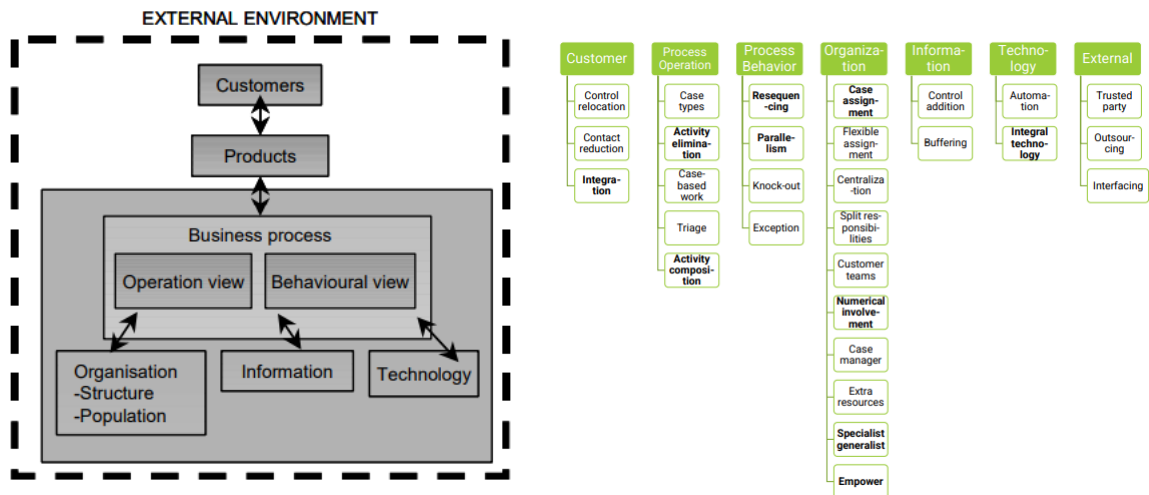 EXTERNAL ENVIRONMENT
Customers
Products
Business process
Operation view
Behavioural view
Organisation
-Structure
-Population
Information
Technology
Customer
Control
relocation
Contact
reduction
Integra-
tion
Process
Operation
Case
types
Activity
elimina-
tion
Case-
based
work
Triage
Activity
composi-
tion
Process
Behavior
Resequen
-cing
Paralle-
lism
Knock-out
Exception
Organiza-
tion
Case
assign-
ment
Flexible
assign-
ment
Centraliza
-tion
Split res-
ponsibi-
lities
Customer
teams
Numerical
involve-
ment
Case
manager
Extra
resources
Specialist
generalist
Empower
Informa-
tion
Control
addition
Buffering
Techno-
logy
Automa-
tion
Integral
techno-
logy
External
Trusted
party
Outsour-
cing
Interfacing